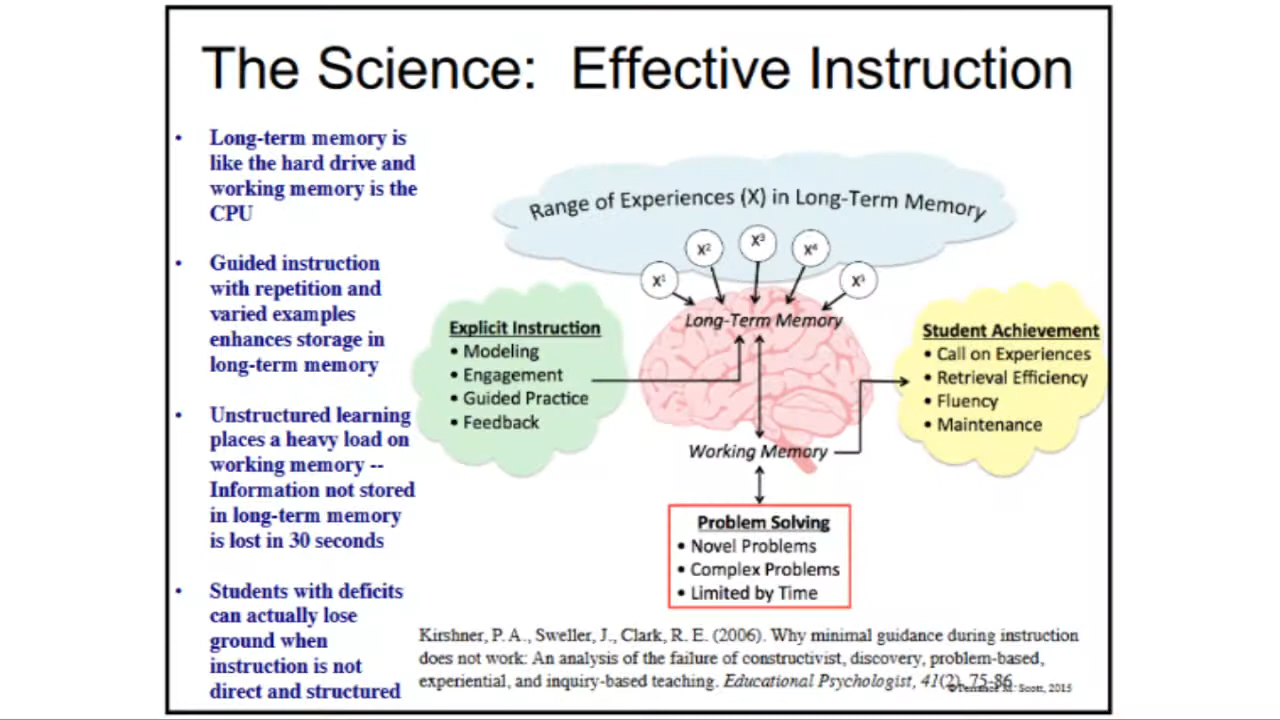 The Science: Effective Instruction
• Long-term memory is
like the hard drive and
working memory is the
CPU
• Guided instruction
with repetition and
varied examples
enhances storage in
long-term memory
• Unstructured learning
places a heavy load on
working memory --
Information not stored
in long-term memory
is lost in 30 seconds
• Students with deficits
can actually lose
ground when
instruction is not
direct and structured
Range of Experiences (X) in Long-Term Memory
X¹
X²
X³
X⁴
X⁵
Long-Term Memory
Explicit Instruction
• Modeling
• Engagement
• Guided Practice
• Feedback
Student Achievement
• Call on Experiences
• Retrieval Efficiency
• Fluency
• Maintenance
Working Memory
Problem Solving
• Novel Problems
• Complex Problems
• Limited by Time
Kirshner, P. A., Sweller, J., Clark, R. E. (2006). Why minimal guidance during instruction
does not work: An analysis of the failure of constructivist, discovery, problem-based,
experiential, and inquiry-based teaching. Educational Psychologist, 41(2), 75-86
M. Scott, 2015